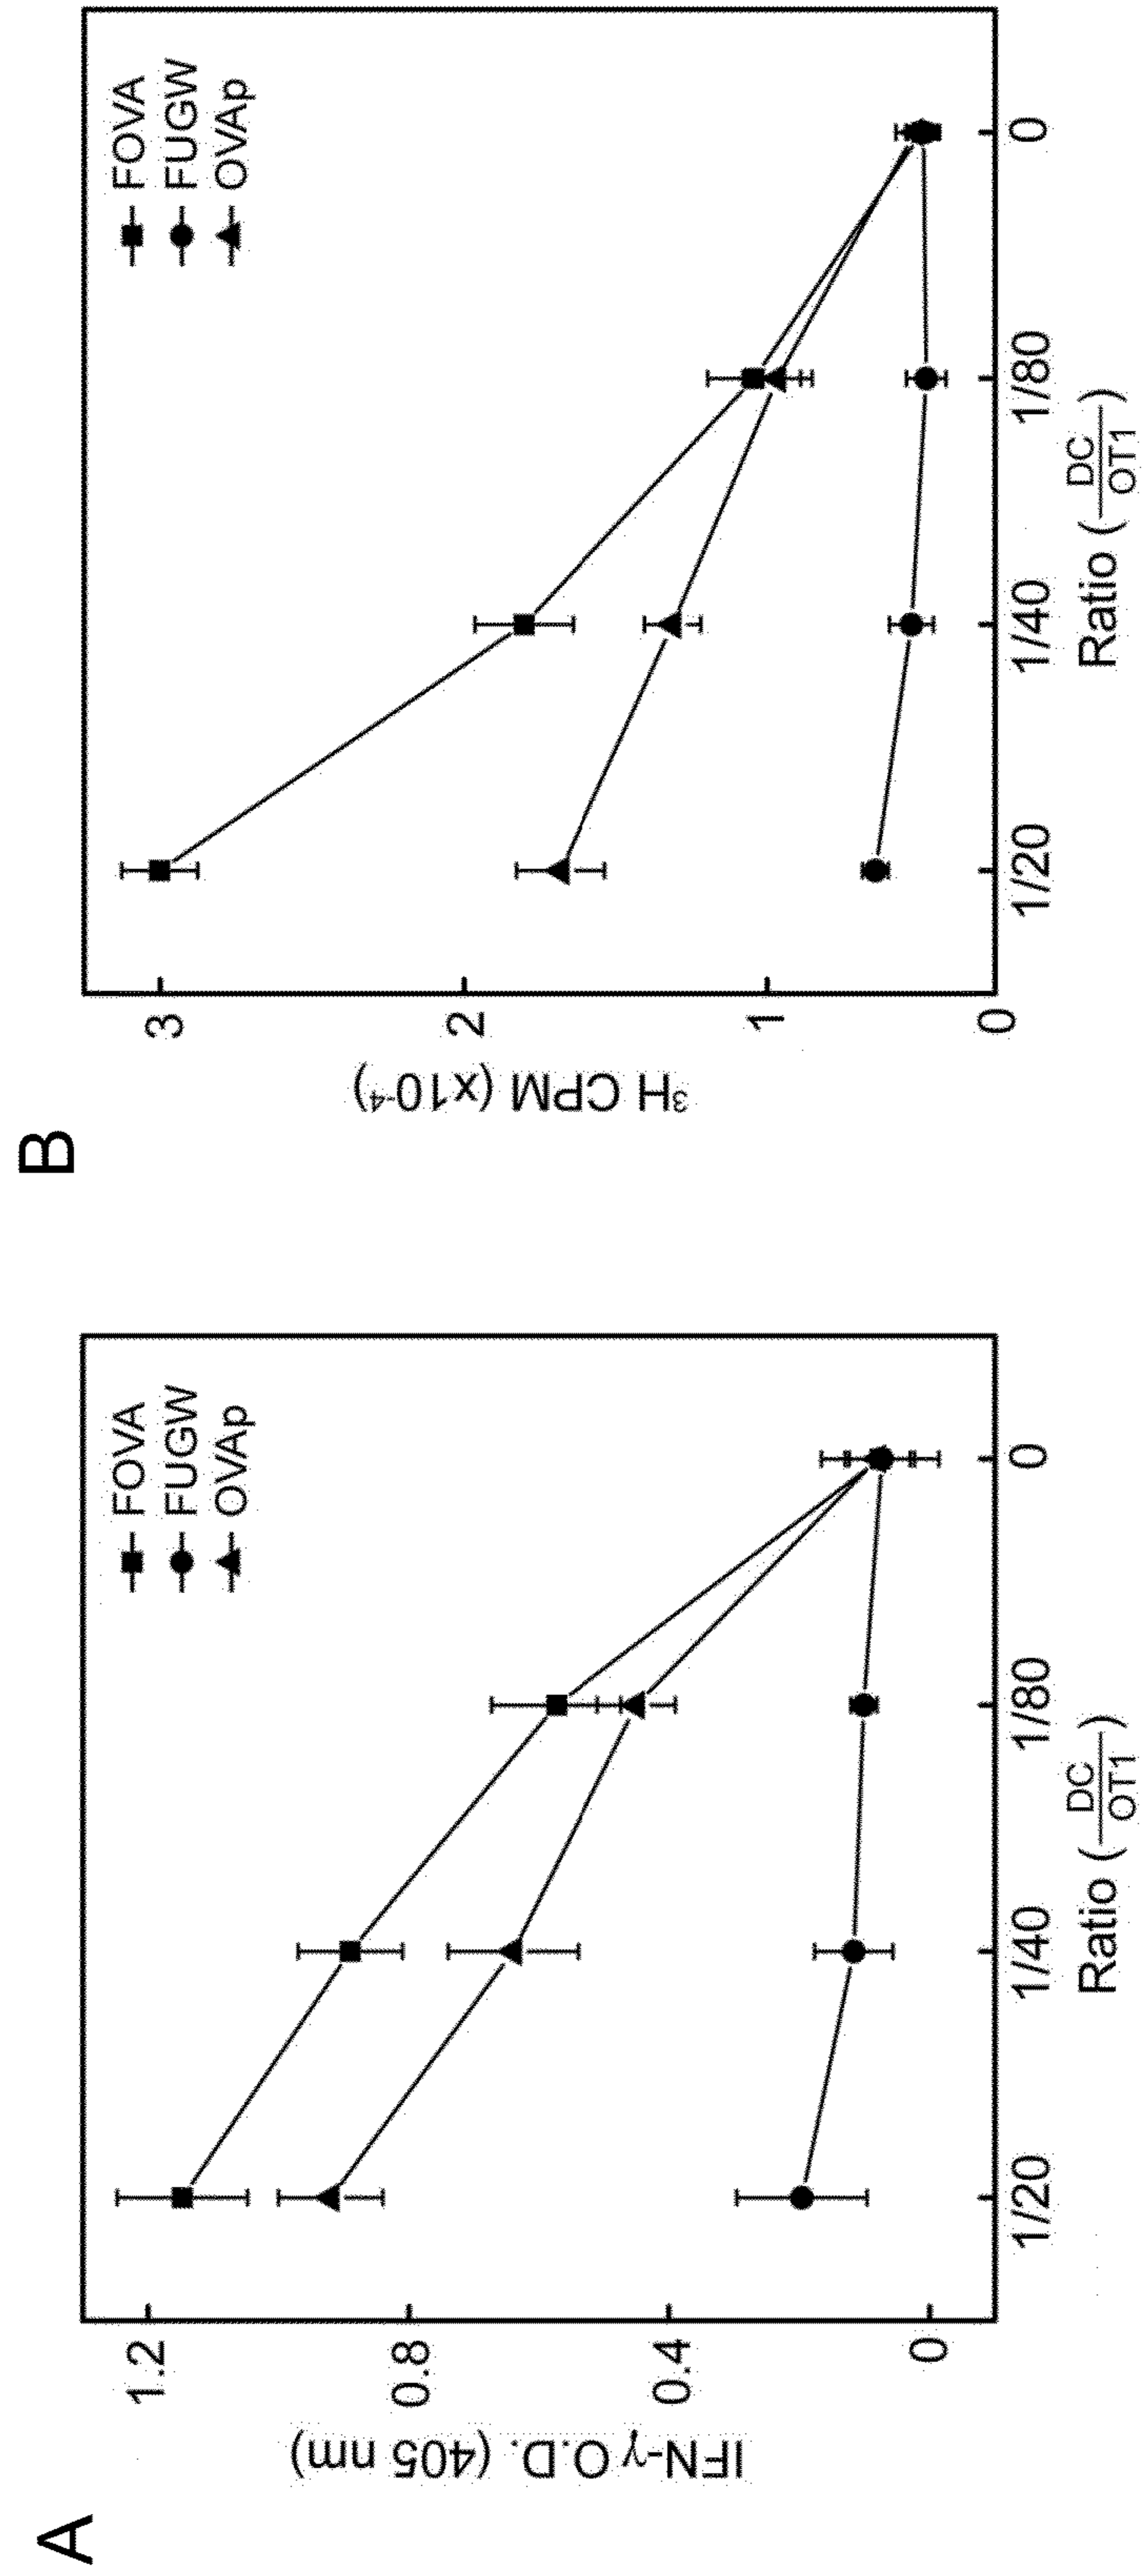 A
IFN-γ O.D. (405 nm)
1.2
0.8
0.4
0
FOVA
FUGW
OVAp
1/20
1/40
1/80
0
Ratio (DC/OT1)
B
³H CPM (x10⁻⁴)
3
2
1
0
FOVA
FUGW
OVAp
1/20
1/40
1/80
0
Ratio (DC/OT1)